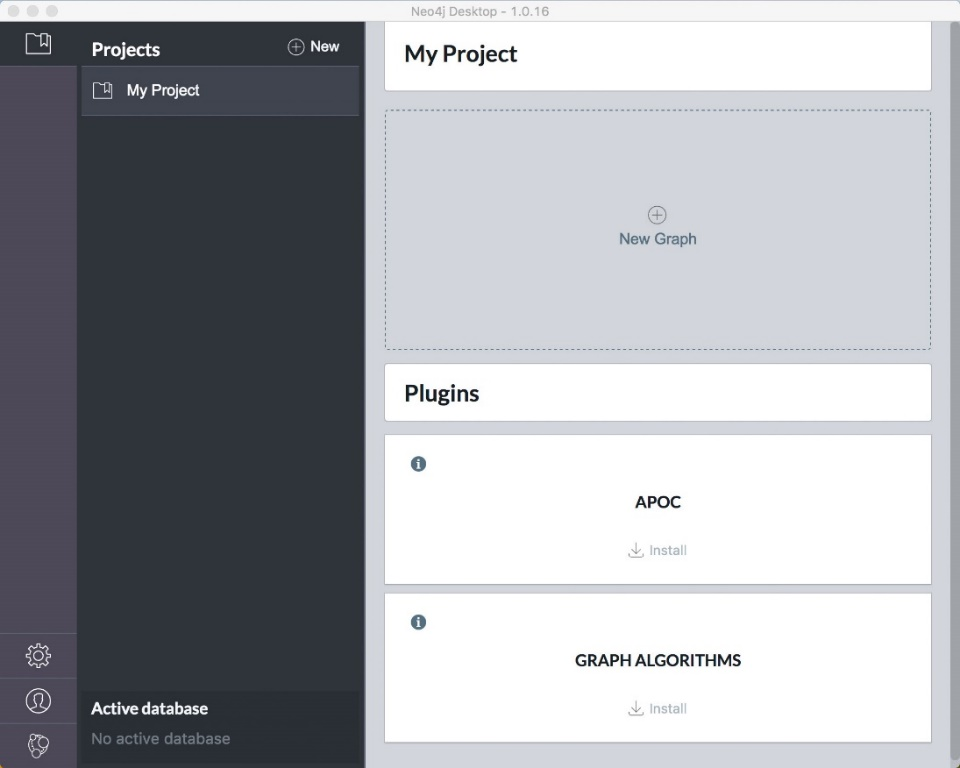 Neo4j Desktop - 1.0.16
Projects
New
My Project
Active database
No active database
My Project
New Graph
Plugins
APOC
Install
GRAPH ALGORITHMS
Install